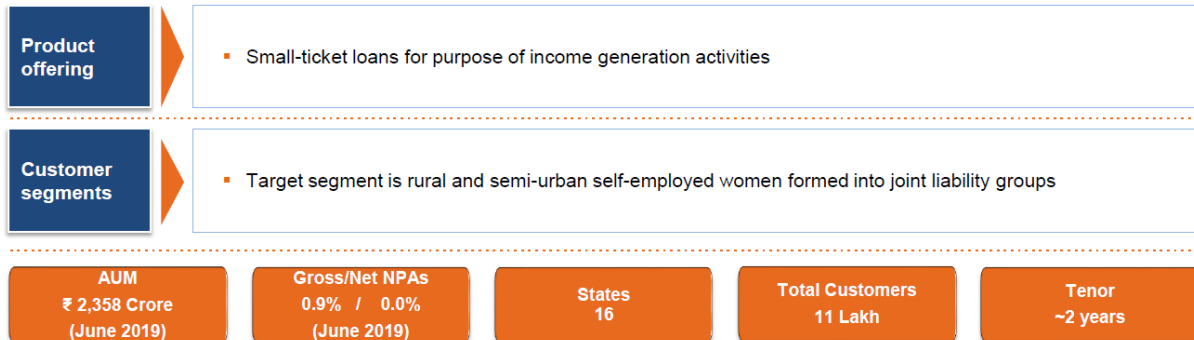 Product
offering
▪ Small-ticket loans for purpose of income generation activities
Customer
segments
▪ Target segment is rural and semi-urban self-employed women formed into joint liability groups
AUM
₹ 2,358 Crore
(June 2019)
Gross/Net NPAs
0.9% / 0.0%
(June 2019)
States
16
Total Customers
11 Lakh
Tenor
~2 years